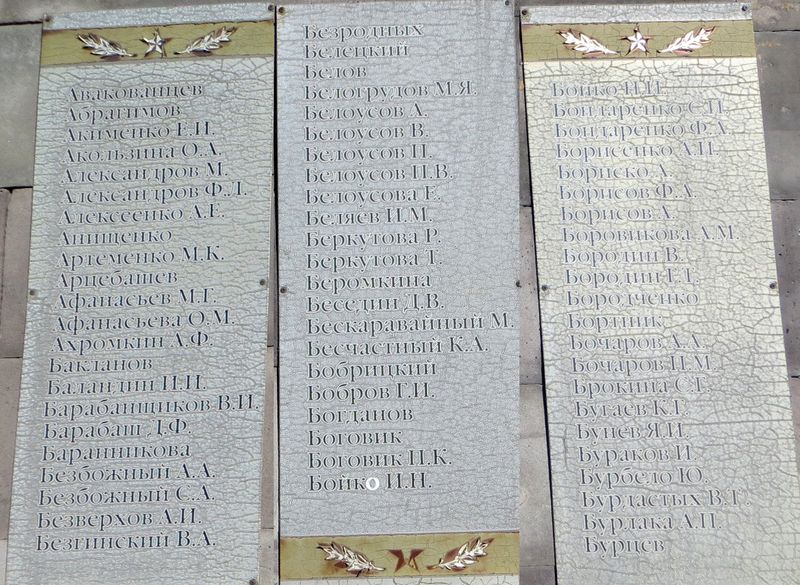 Авакованцев
Абрагимов
Акименко Е.И.
Акользина О.А.
Александров М.
Александров Ф.Д.
Алексеенко А.Е.
Анищенко
Артеменко М.К.
Арцебашев
Афанасьев М.Г.
Афанасьева О.М.
Ахромкин А.Ф.
Бакланов
Баландин И.И.
Барабанщиков В.И.
Барабаш Д.Ф.
Баранникова
Безбожный А.А.
Безбожный С.А.
Безверхов А.И.
Безгинский В.А.
Безродных
Белецкий
Белов
Белогрудов М.Я.
Белоусов А.
Белоусов В.
Белоусов П.
Белоусов П.В.
Белоусова Е.
Беляев И.М.
Беркутова Р.
Беркутова Т.
Беромкина
Беседин Д.В.
Бескаравайный М.
Бесчастный К.А.
Бобрицкий
Бобров Г.И.
Богданов
Боговик
Боговик П.К.
Бойко И.Н.
Бойко П.П.
Бондаренко С.П.
Бондаренко Ф.А.
Борисенко А.П.
Бориско А.
Борисов Ф.А.
Борисов А.
Боровикова А.М.
Бородин В.
Бородин Г.Т.
Бородченко
Бортник
Бочаров А.А.
Бочаров П.М.
Брокина С.Г.
Бугаев К.Г.
Бунев Я.И.
Бураков И.
Бурбело Ю.
Бурдастых В.Г.
Бурлака А.П.
Бурцев